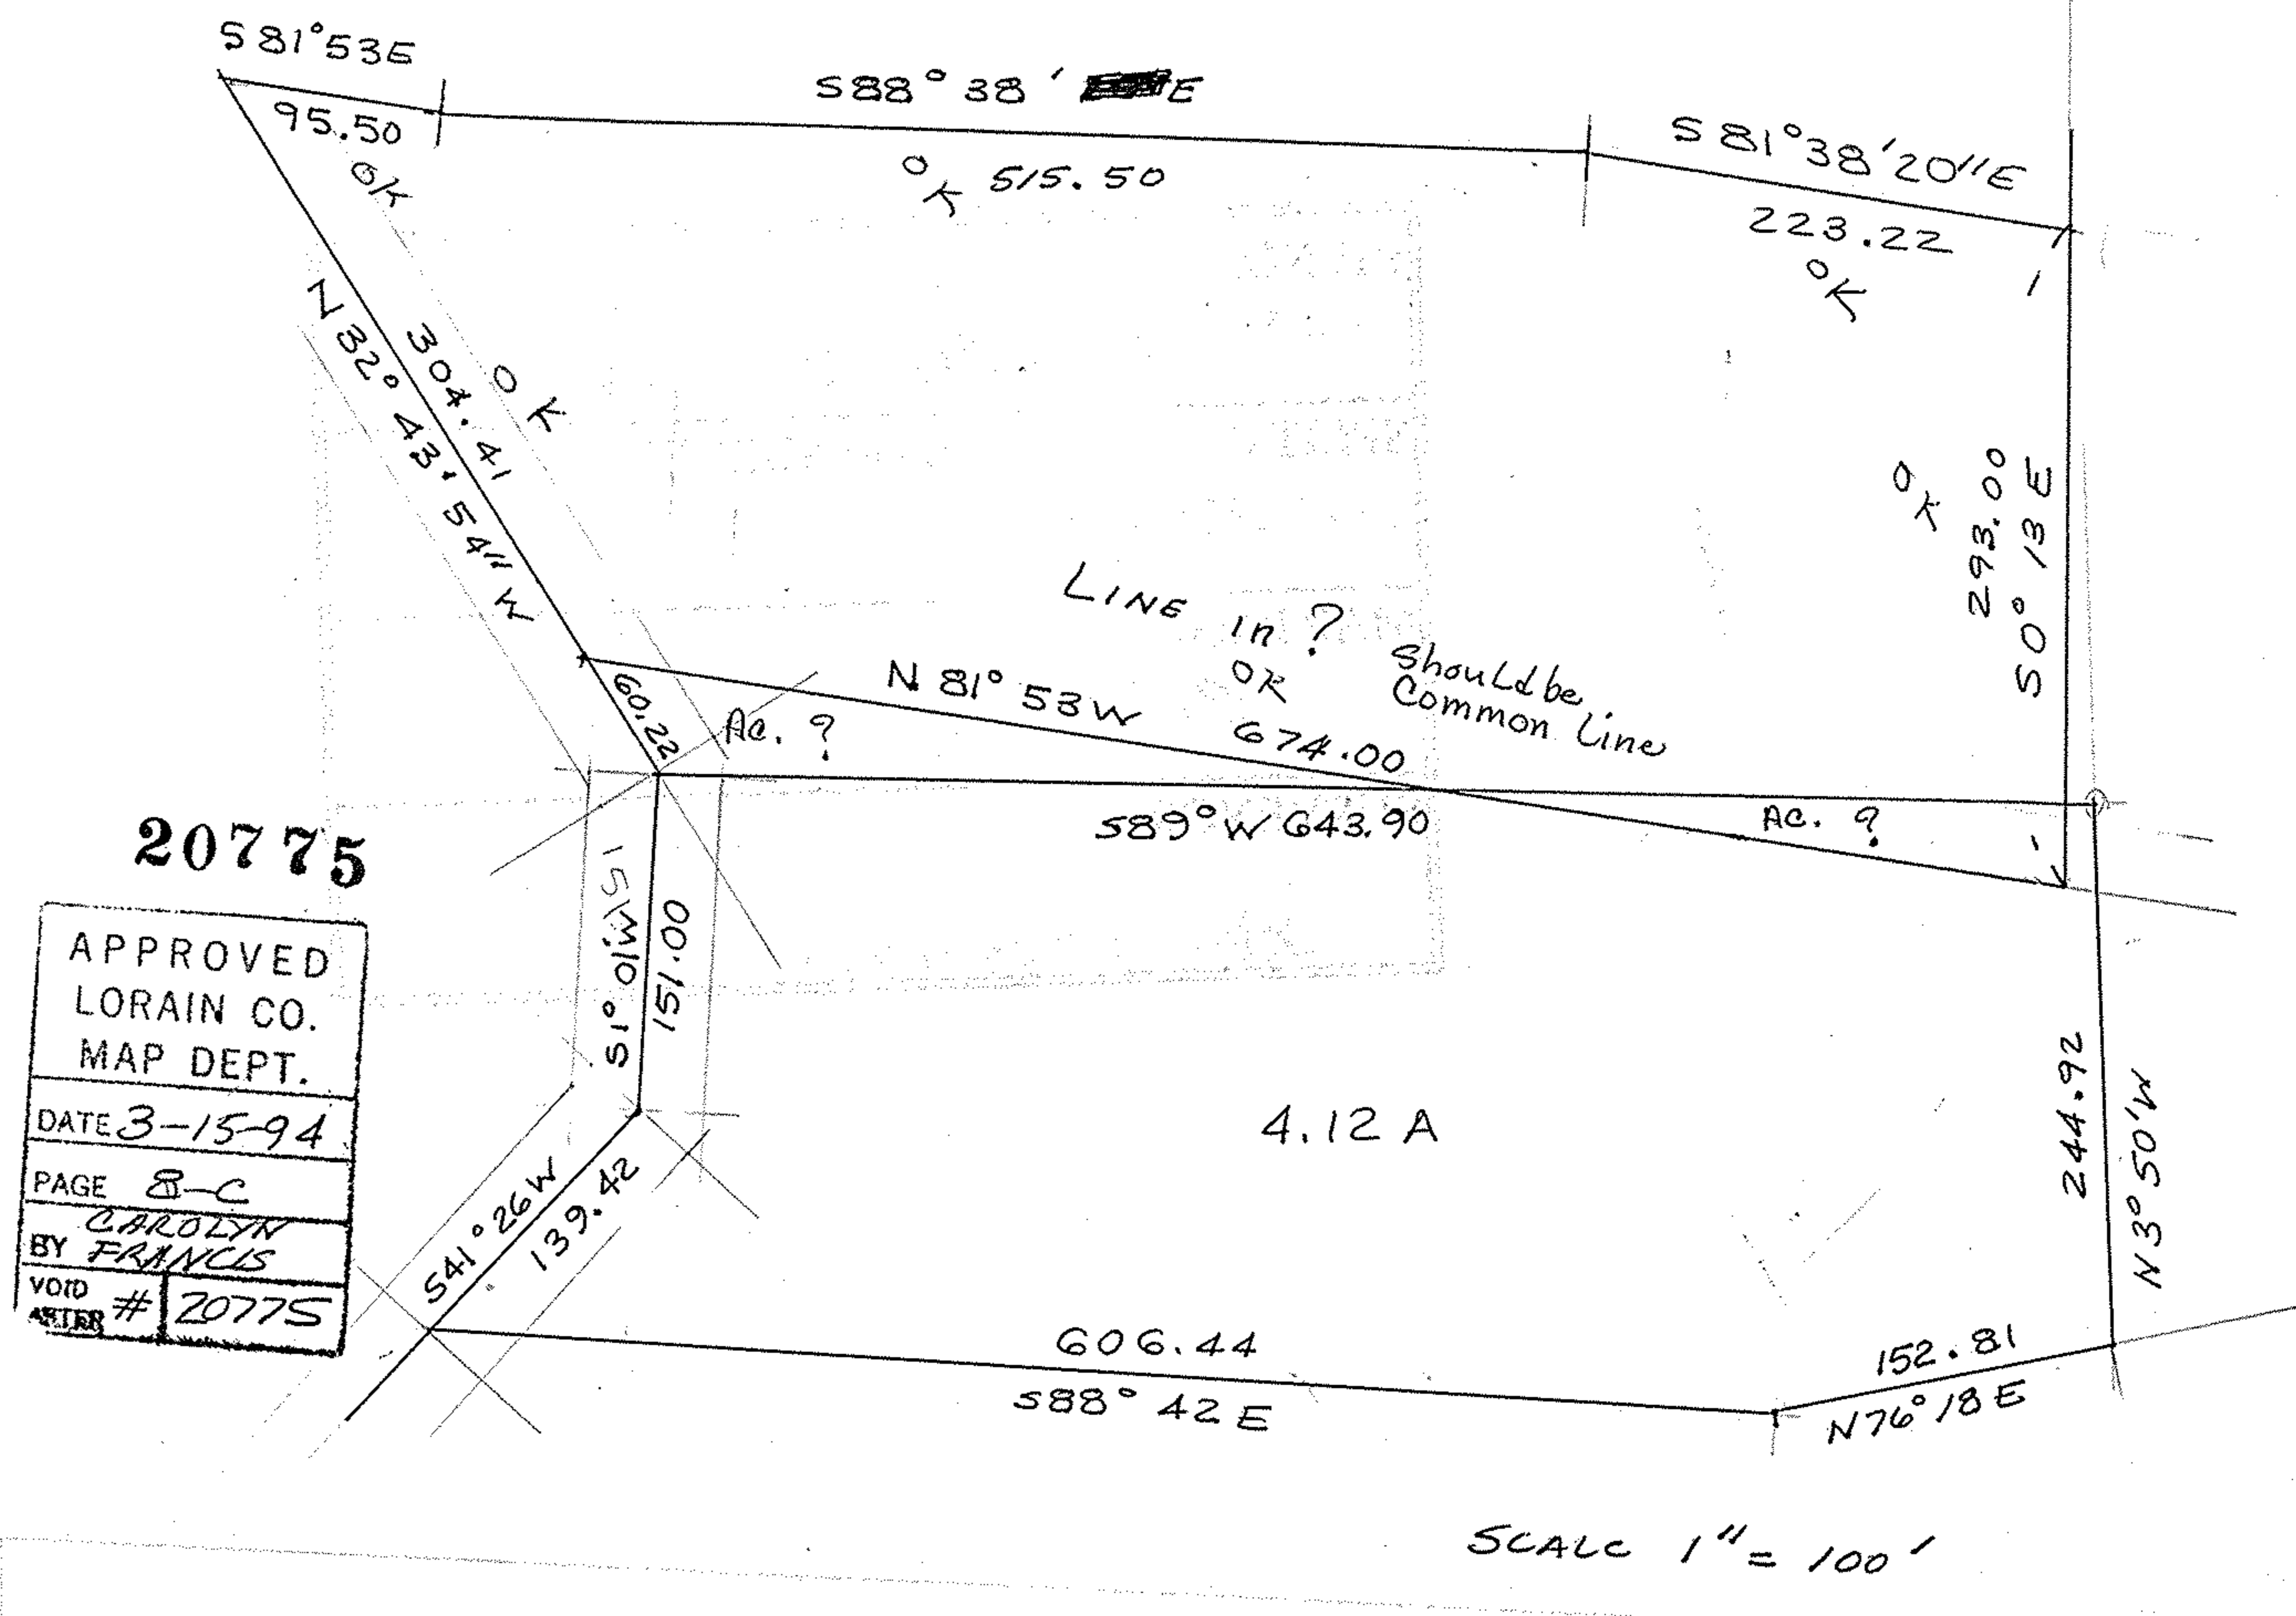 S 81° 53 E
95.50
OK
S 88° 38' E
OK 515.50
S 81° 38' 20" E
223.22
OK
304.41
N 32° 43' 54" W
OK
OK
293.00
S 0° 13 E
LINE in ?
OK
Should be
Common Line
N 81° 53 W
674.00
60.22
Ac. ?
S 89° W 643.90
Ac. ?
20775
APPROVED
LORAIN CO.
MAP DEPT.
DATE 3-15-94
PAGE 8-C
BY CAROLYN
FRANCIS
VOID
AFTER # 20775
S 1° 01' W
151
151.00
4.12 A
244.92
N 3° 50' W
S 41° 26 W
139.42
606.44
S 88° 42 E
152.81
N 76° 18 E
SCALE 1" = 100'